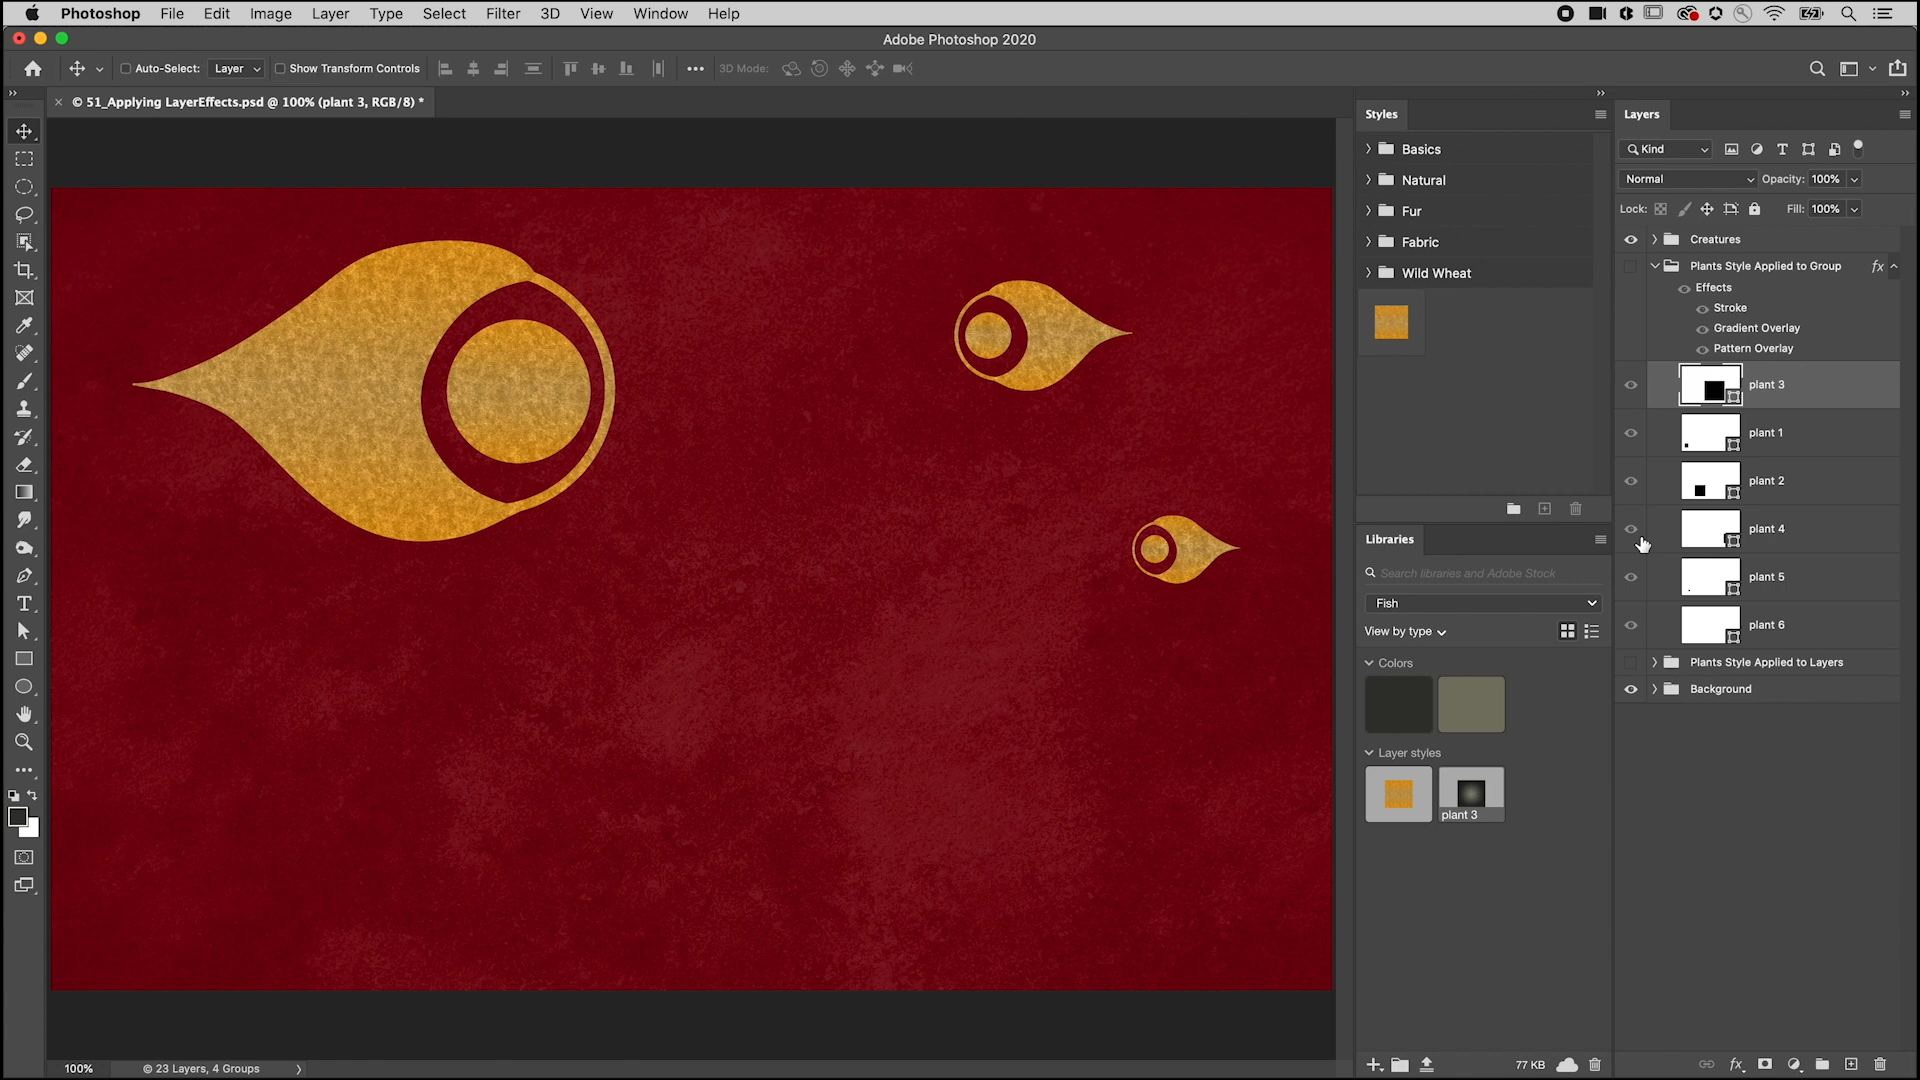 Photoshop File Edit Image Layer Type Select Filter 3D View Window Help
Adobe Photoshop 2020
Auto-Select: Layer Show Transform Controls 3D Mode:
× © 51_Applying LayerEffects.psd @ 100% (plant 3, RGB/8) *
Styles
Basics
Natural
Fur
Fabric
Wild Wheat
Libraries
Search libraries and Adobe Stock
Fish
View by type
Colors
Layer styles
plant 3
77 KB
Layers
Kind
Normal Opacity: 100%
Lock: Fill: 100%
Creatures
Plants Style Applied to Group fx
Effects
Stroke
Gradient Overlay
Pattern Overlay
plant 3
plant 1
plant 2
plant 4
plant 5
plant 6
Plants Style Applied to Layers
Background
fx
100% © 23 Layers, 4 Groups